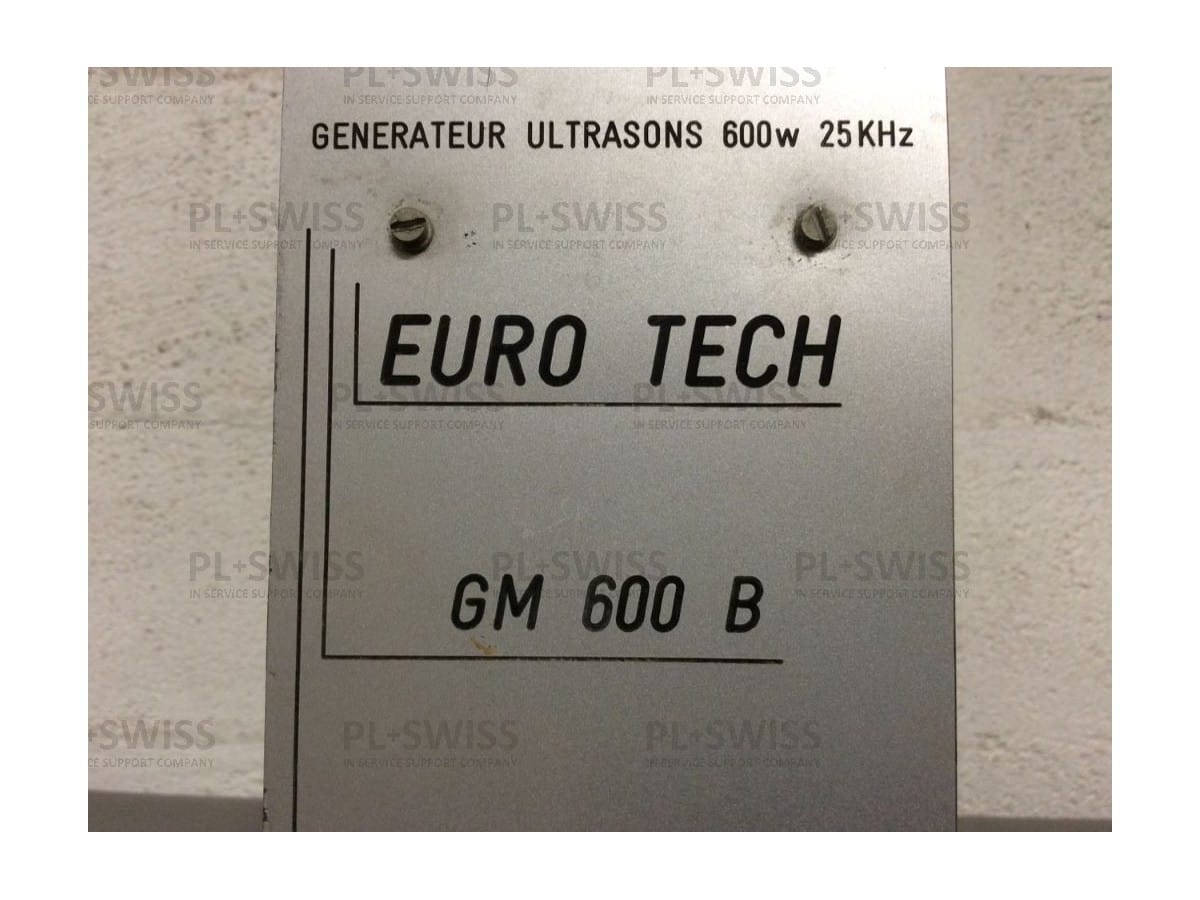 GENERATEUR ULTRASONS 600w 25KHz
EURO TECH
GM 600 B
PL+SWISS
IN SERVICE SUPPORT COMPANY